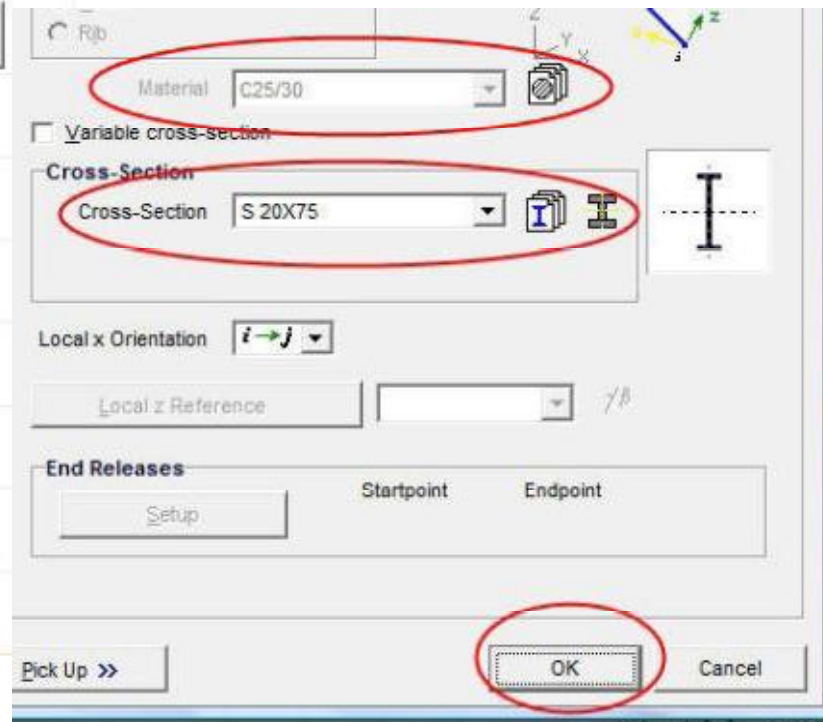 Z
Y
X
z
j
Rib
Material C25/30
Variable cross-section
Cross-Section
Cross-Section S 20X75
Local x Orientation i→j
Local z Reference
End Releases
Startpoint Endpoint
Setup
Pick Up >> OK Cancel